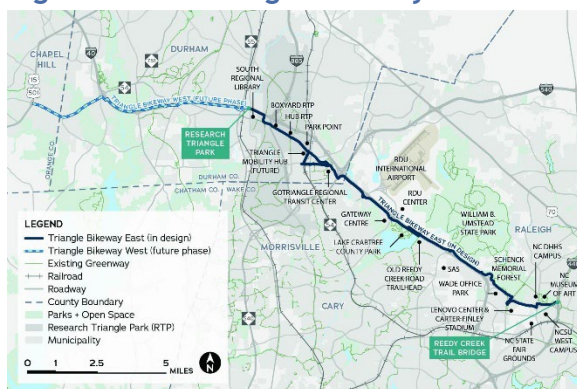 CHAPEL
HILL
DURHAM
15
501
TRIANGLE BIKEWAY WEST (FUTURE PHASE)
SOUTH
REGIONAL
LIBRARY
RESEARCH
TRIANGLE
PARK
BOXYARD RTP
HUB RTP
PARK POINT
TRIANGLE
MOBILITY HUB
(FUTURE)
GOTRIANGLE REGIONAL
TRANSIT CENTER
ORANGE CO.
DURHAM CO.
CHATHAM CO.
WAKE CO.
RDU
INTERNATIONAL
AIRPORT
RDU
CENTER
TRIANGLE BIKEWAY EAST (IN DESIGN)
GATEWAY
CENTRE
WILLIAM B.
UMSTEAD
STATE PARK
70
RALEIGH
LAKE CRABTREE
COUNTY PARK
MORRISVILLE
OLD REEDY
CREEK ROAD
TRAILHEAD
SAS
SCHENCK
MEMORIAL
FOREST
NC DHHS
CAMPUS
NC
MUSEUM
OF ART
WADE OFFICE
PARK
CARY
LENOVO CENTER &
CARTER-FINLEY
STADIUM
NC STATE
FAIR
GROUNDS
NCSU
WEST
CAMPUS
REEDY CREEK
TRAIL BRIDGE
LEGEND
Triangle Bikeway East (in design)
Triangle Bikeway West (future phase)
Existing Greenway
Railroad
Roadway
County Boundary
Parks + Open Space
Research Triangle Park (RTP)
Municipality
0 1 2.5 5
MILES
N